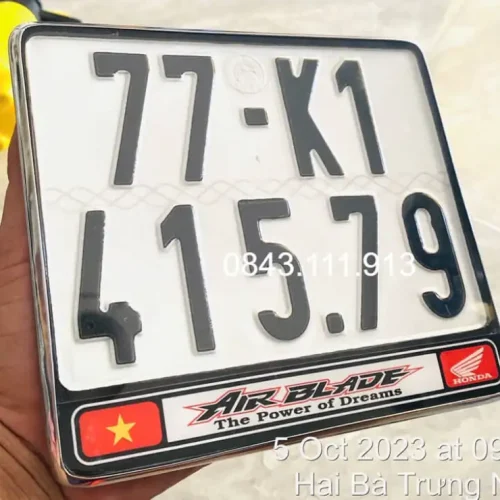 77-K1
415.79
0843.111.913
AIR BLADE
The Power of Dreams
HONDA
5 Oct 2023 at 09
Hai Bà Trưng N